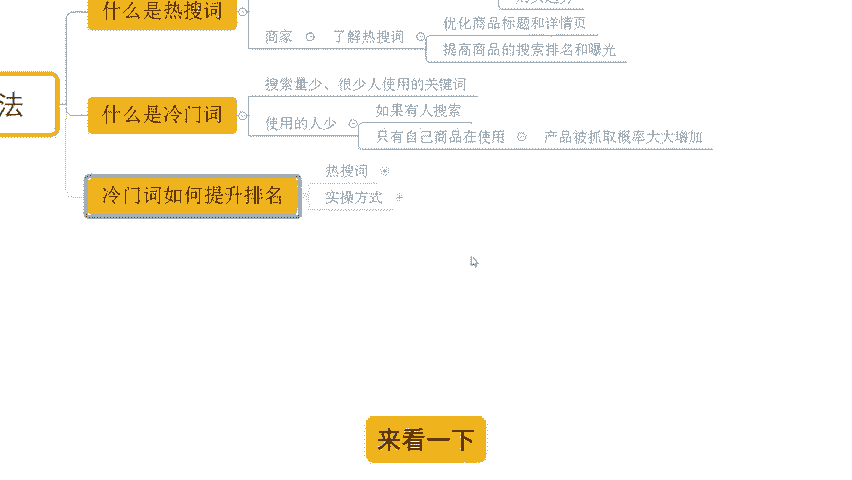 什么是热搜词
优化商品标题和详情页
商家
了解热搜词
提高商品的搜索排名和曝光
法
搜索量少、很少人使用的关键词
什么是冷门词
如果有人搜索
使用的人少
只有自己商品在使用
产品被抓取概率大大增加
热搜词
冷门词如何提升排名
实操方式
来看一下